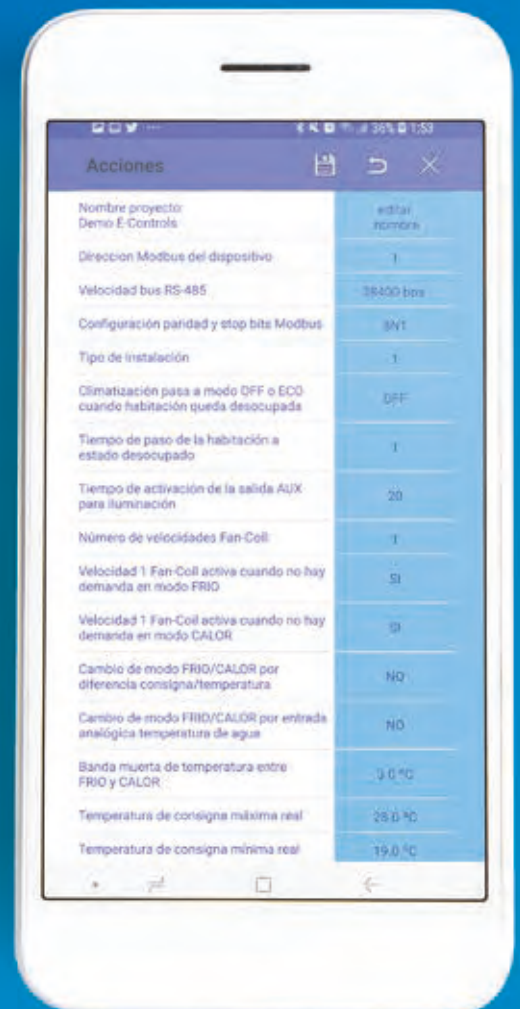 36% 1:53
Acciones
Nombre proyecto:
Demo E-Controls
editar
nombre
Direccion Modbus del dispositivo
1
Velocidad bus RS-485
38400 bps
Configuración paridad y stop bits Modbus
8N1
Tipo de instalación
1
Climatización pasa a modo OFF o ECO
cuando habitación queda desocupada
OFF
Tiempo de paso de la habitación a
estado desocupado
1
Tiempo de activación de la salida AUX
para iluminación
20
Número de velocidades Fan-Coil
1
Velocidad 1 Fan-Coil activa cuando no hay
demanda en modo FRIO
SI
Velocidad 1 Fan-Coil activa cuando no hay
demanda en modo CALOR
SI
Cambio de modo FRIO/CALOR por
diferencia consigna/temperatura
NO
Cambio de modo FRIO/CALOR por entrada
analógica temperatura de agua
NO
Banda muerta de temperatura entre
FRIO y CALOR
Temperatura de consigna máxima real
28.0 ºC
Temperatura de consigna mínima real
19.0 ºC